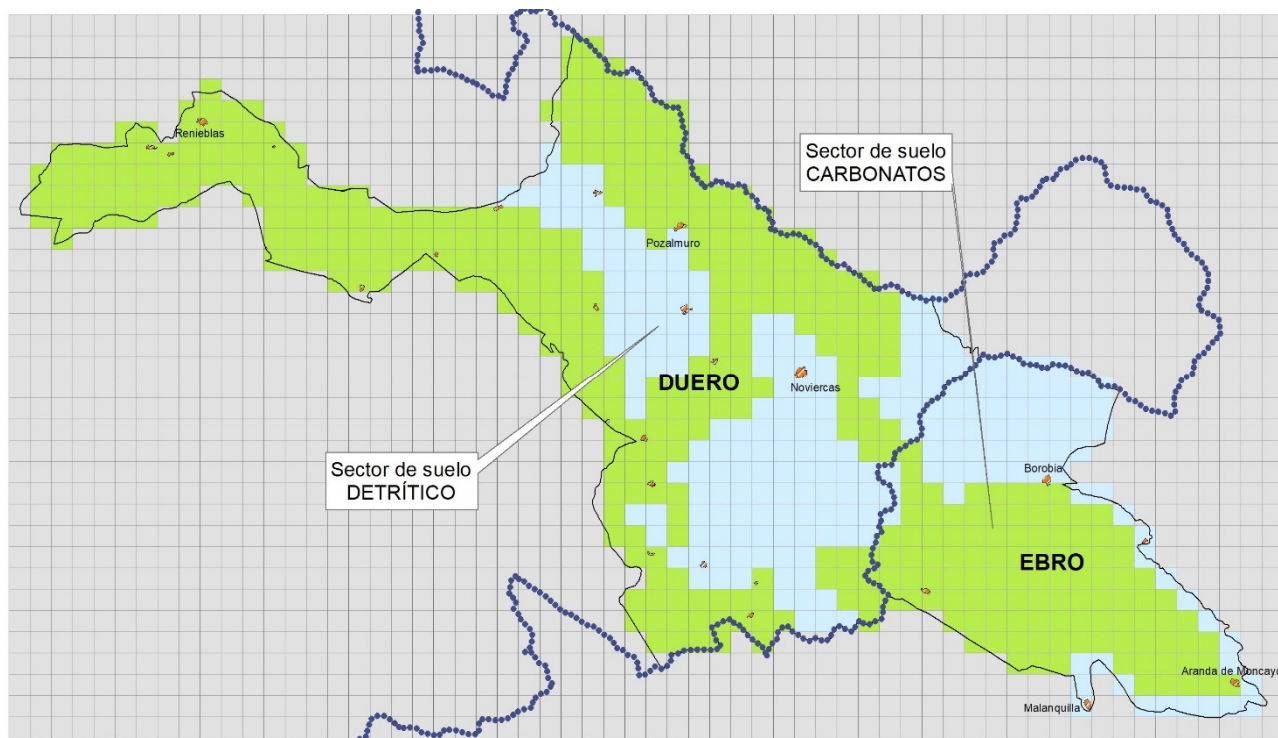 Renieblas
Sector de suelo
CARBONATOS
Pozalmuro
DUERO
Noviercas
Sector de suelo
DETRÍTICO
Borobia
EBRO
Aranda de Moncayo
Malanquilla